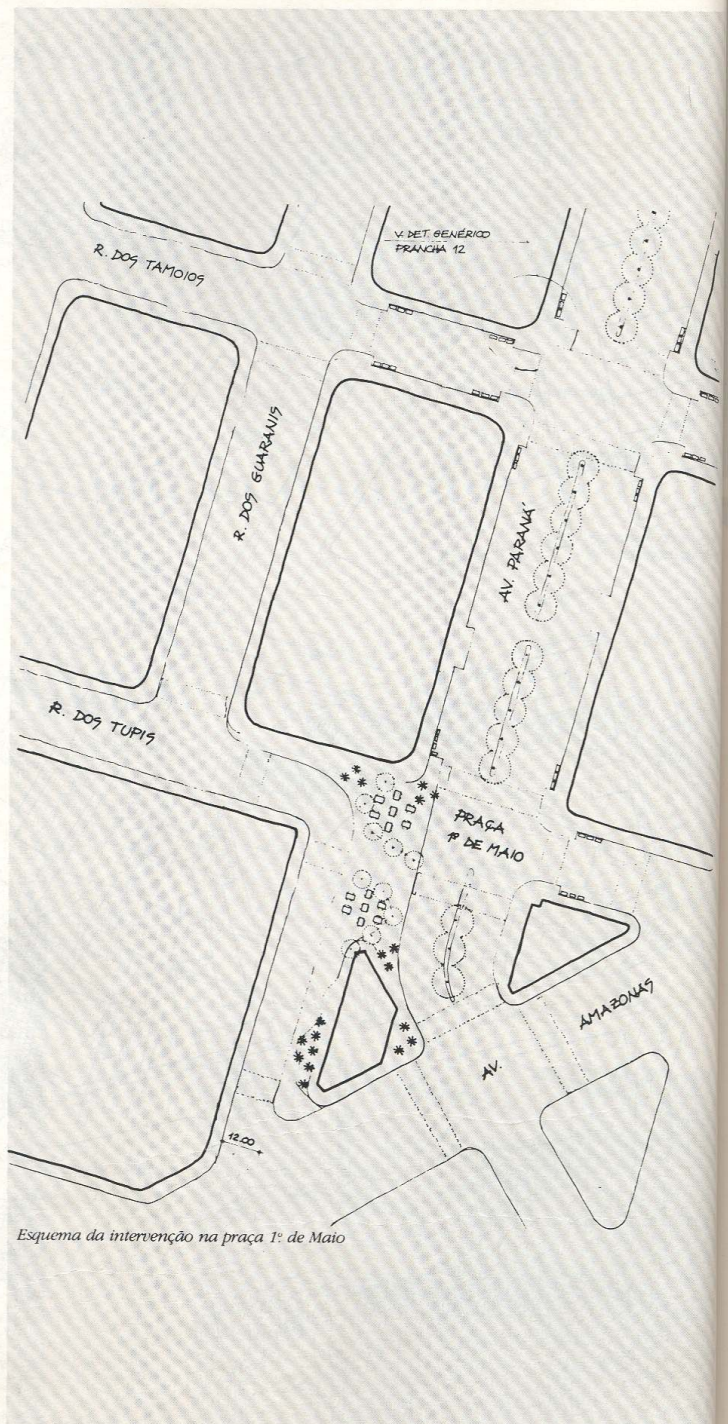 V. DET. GENÉRICO
PRANCHA 12
R. DOS TAMOIOS
R. DOS GUARANIS
AV. PARANÁ
R. DOS TUPIS
PRAÇA
1º DE MAIO
AMAZONAS
AV.
12.00
Esquema da intervenção na praça 1º de Maio